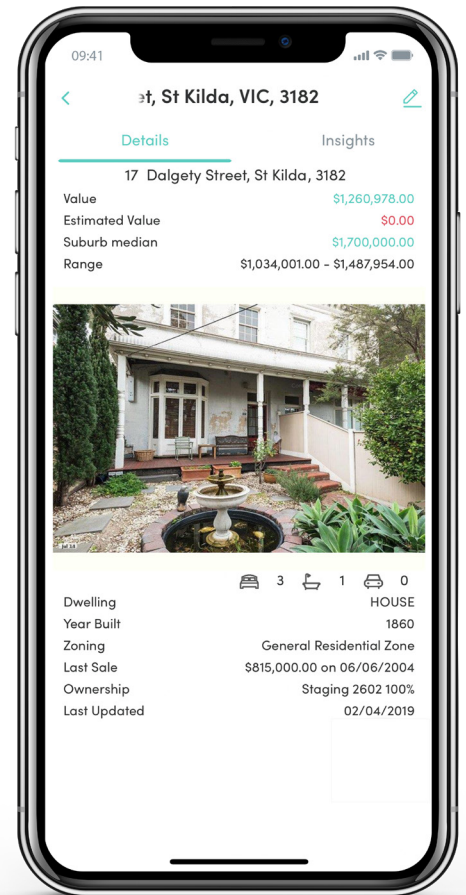 09:41
et, St Kilda, VIC, 3182
Details Insights
17 Dalgety Street, St Kilda, 3182
Value $1,260,978.00
Estimated Value $0.00
Suburb median $1,700,000.00
Range $1,034,001.00 - $1,487,954.00
Jul 18
3 1 0
Dwelling HOUSE
Year Built 1860
Zoning General Residential Zone
Last Sale $815,000.00 on 06/06/2004
Ownership Staging 2602 100%
Last Updated 02/04/2019